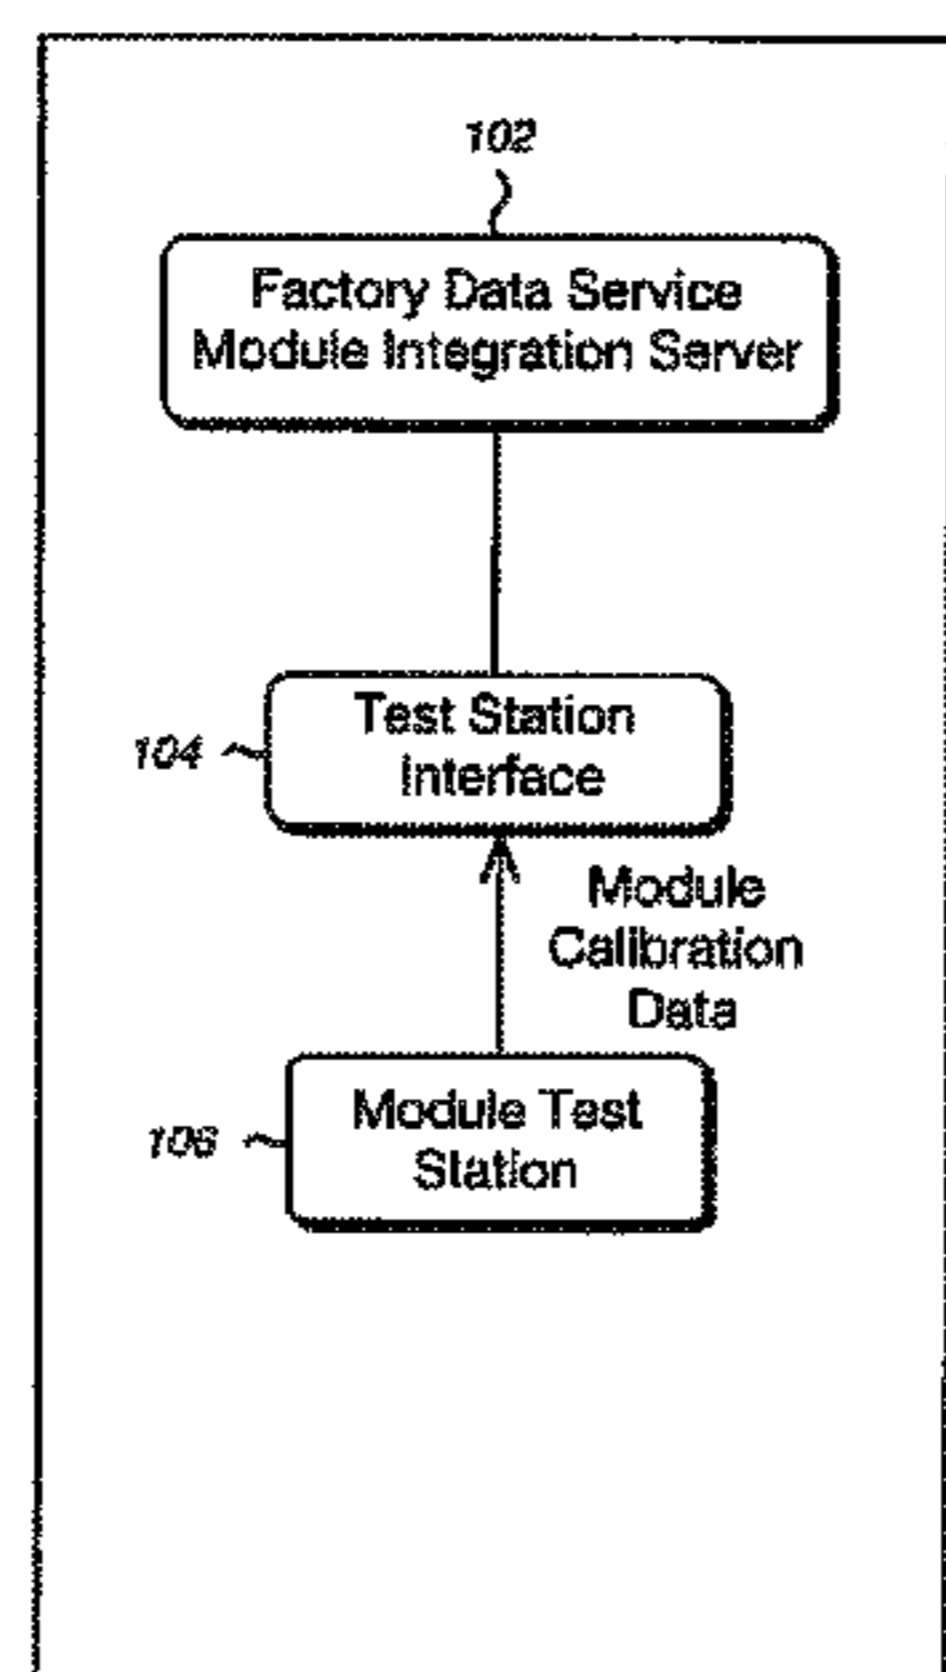 102
Factory Data Service
Module Integration Server
104
Test Station
Interface
Module
Calibration
Data
106
Module Test
Station